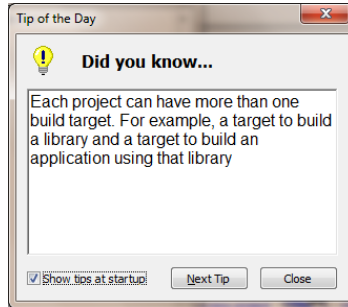 Tip of the Day
Did you know...
Each project can have more than one
build target. For example, a target to build
a library and a target to build an
application using that library
Show tips at startup
Next Tip
Close